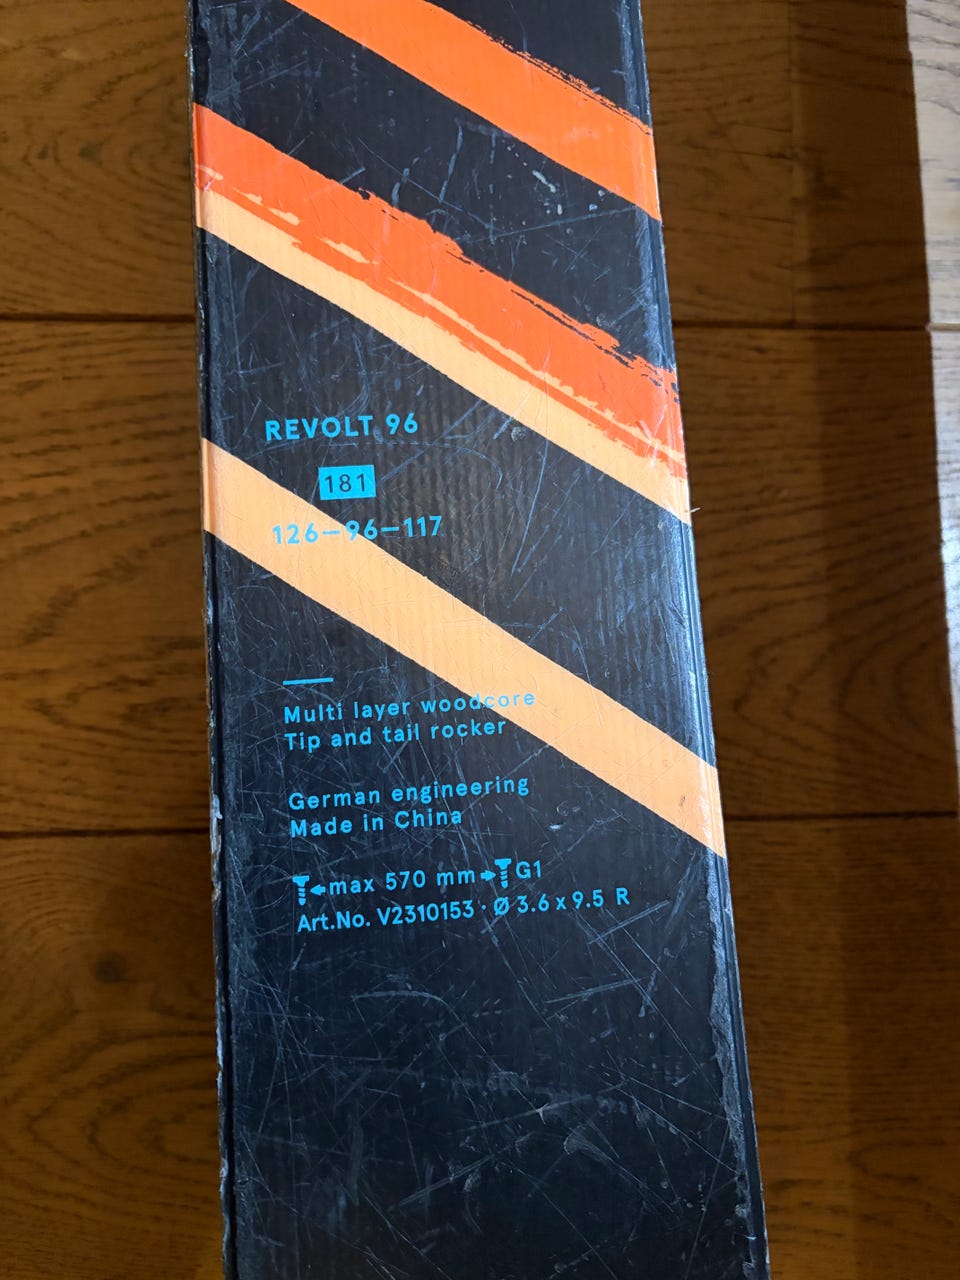 REVOLT 96
181
126–96–117
Multi layer woodcore
Tip and tail rocker
German engineering
Made in China
max 570 mm G1
Art.No. V2310153 · Ø 3.6 x 9.5 R